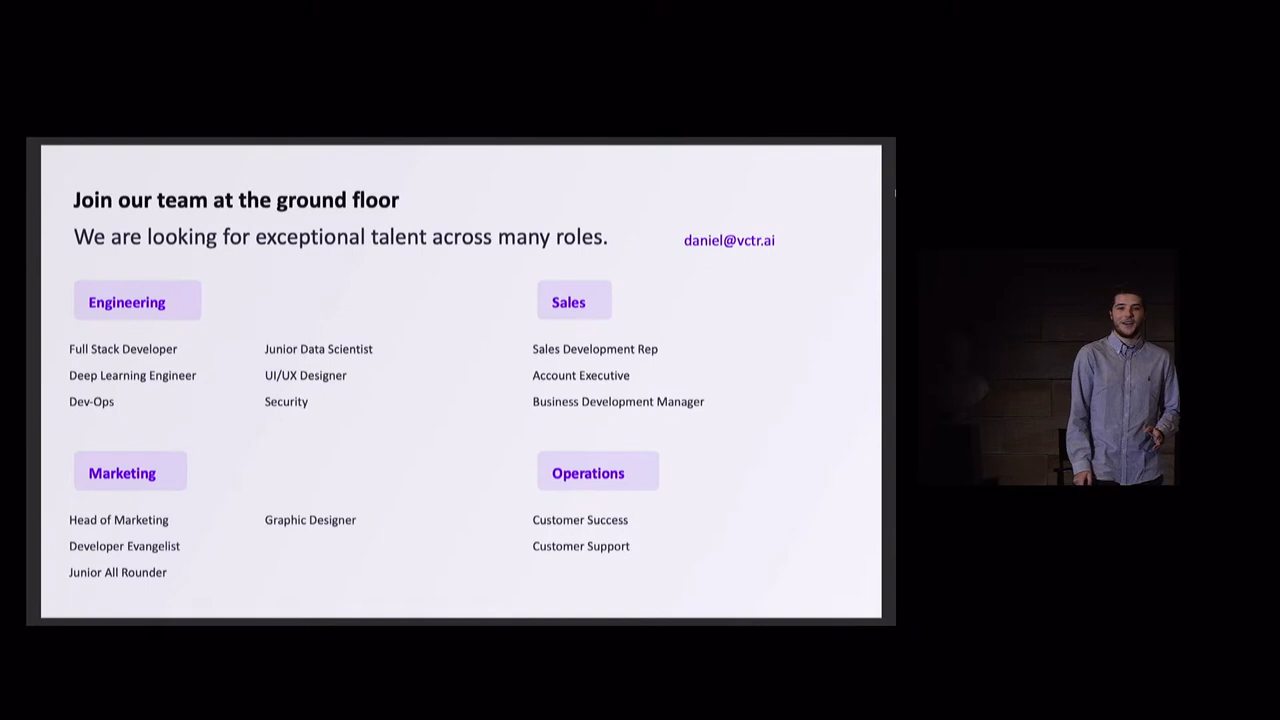 Join our team at the ground floor
We are looking for exceptional talent across many roles.
daniel@vctr.ai
Engineering
Full Stack Developer
Deep Learning Engineer
Dev-Ops
Junior Data Scientist
UI/UX Designer
Security
Sales
Sales Development Rep
Account Executive
Business Development Manager
Marketing
Head of Marketing
Developer Evangelist
Junior All Rounder
Graphic Designer
Operations
Customer Success
Customer Support